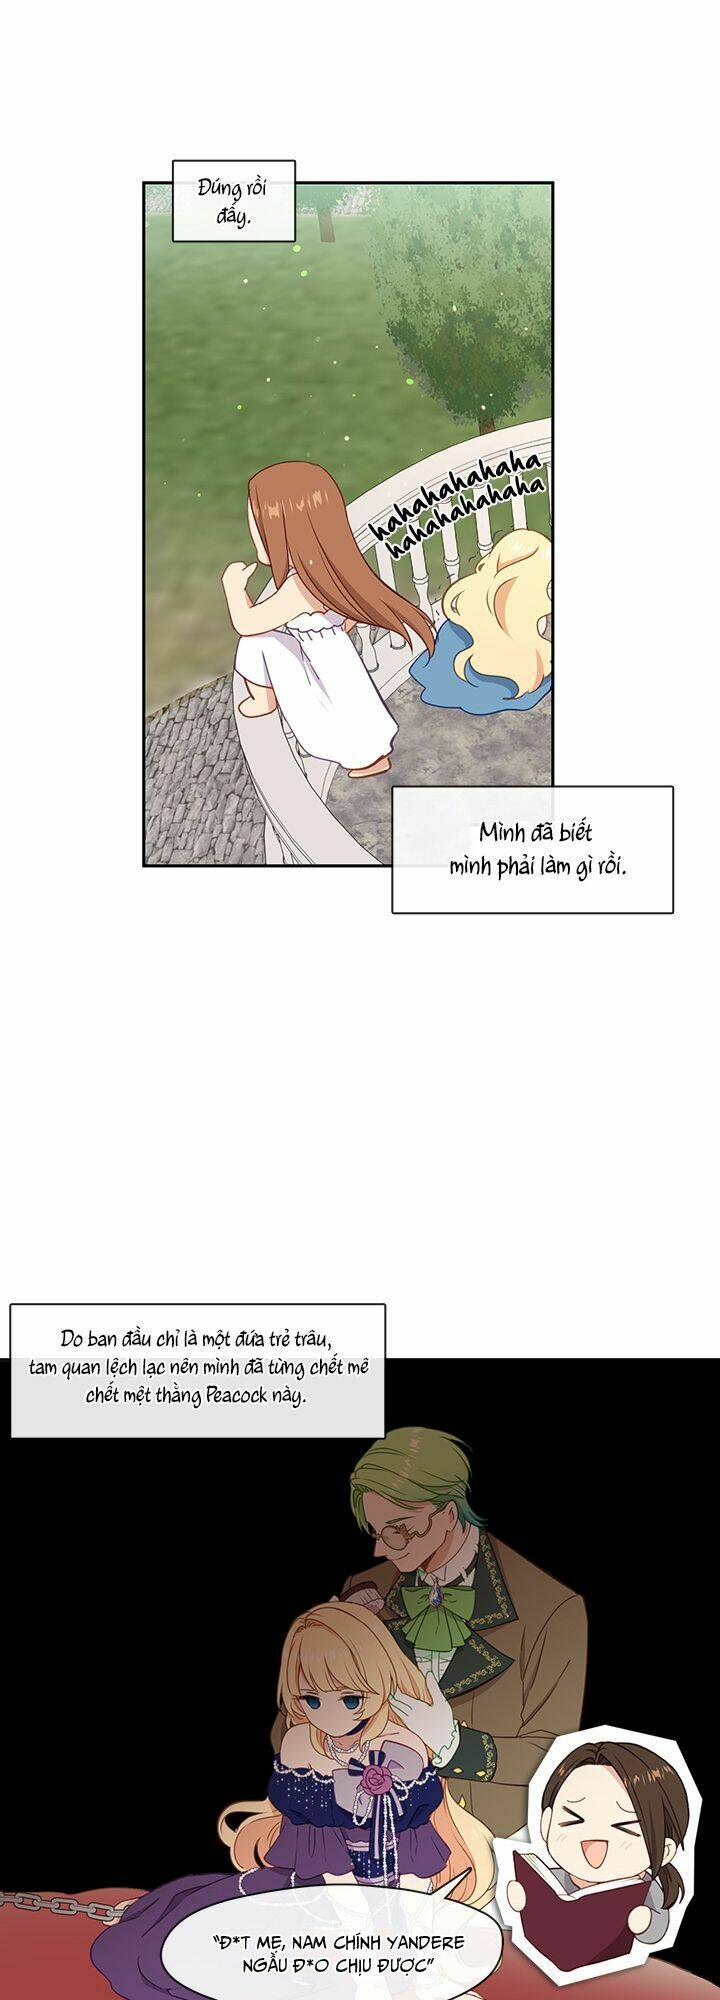 Đúng rồi
đấy.
hahahahahahaha
hahahahahahaha
Mình đã biết
mình phải làm gì rồi.
Do ban đầu chỉ là một đứa trẻ trâu,
tam quan lệch lạc nên mình đã từng chết mê
chết mệt thằng Peacock này.
"Đ*T MẸ, NAM CHÍNH YANDERE
NGẦU Đ*O CHỊU ĐƯỢC"